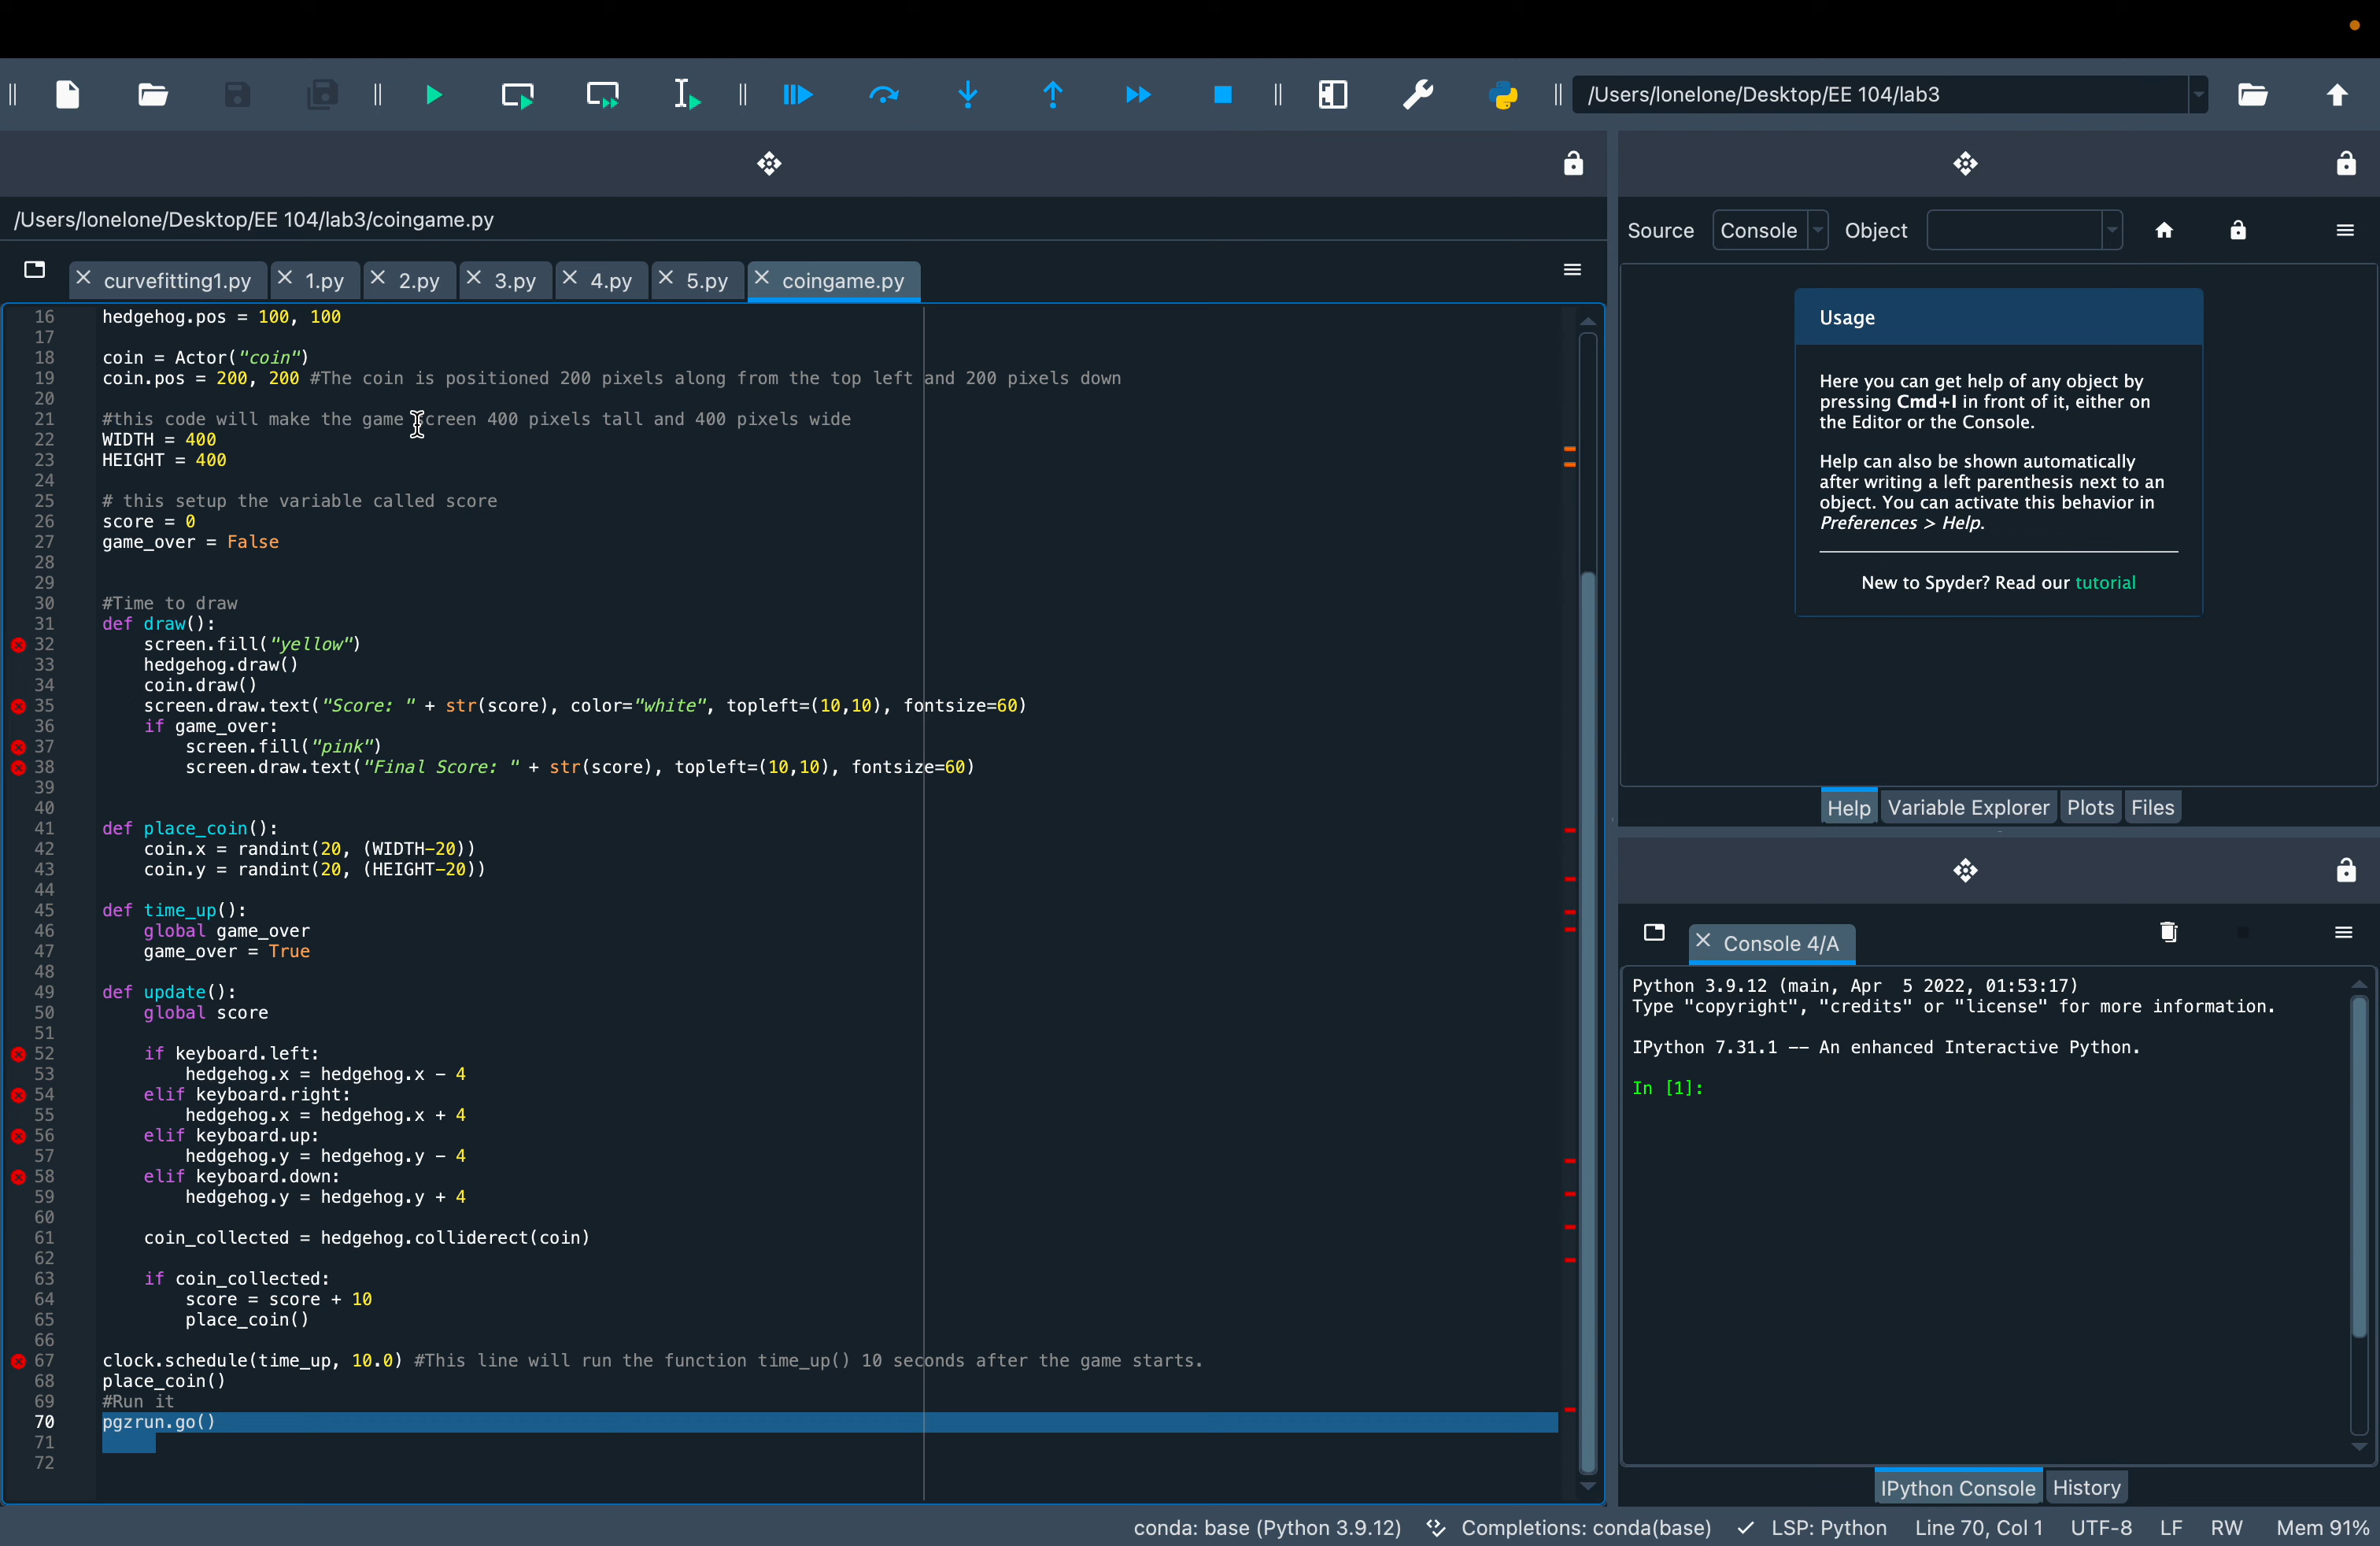 /Users/lonelone/Desktop/EE 104/lab3
/Users/lonelone/Desktop/EE 104/lab3/coingame.py
curvefitting1.py
1.py
2.py
3.py
4.py
5.py
coingame.py
16 hedgehog.pos = 100, 100
17
18 coin = Actor("coin")
19 coin.pos = 200, 200 #The coin is positioned 200 pixels along from the top left and 200 pixels down
20
21 #this code will make the game screen 400 pixels tall and 400 pixels wide
22 WIDTH = 400
23 HEIGHT = 400
24
25 # this setup the variable called score
26 score = 0
27 game_over = False
28
29
30 #Time to draw
31 def draw():
32     screen.fill("yellow")
33     hedgehog.draw()
34     coin.draw()
35     screen.draw.text("Score: " + str(score), color="white", topleft=(10,10), fontsize=60)
36     if game_over:
37         screen.fill("pink")
38         screen.draw.text("Final Score: " + str(score), topleft=(10,10), fontsize=60)
39
40
41 def place_coin():
42     coin.x = randint(20, (WIDTH-20))
43     coin.y = randint(20, (HEIGHT-20))
44
45 def time_up():
46     global game_over
47     game_over = True
48
49 def update():
50     global score
51
52     if keyboard.left:
53         hedgehog.x = hedgehog.x - 4
54     elif keyboard.right:
55         hedgehog.x = hedgehog.x + 4
56     elif keyboard.up:
57         hedgehog.y = hedgehog.y - 4
58     elif keyboard.down:
59         hedgehog.y = hedgehog.y + 4
60
61     coin_collected = hedgehog.colliderect(coin)
62
63     if coin_collected:
64         score = score + 10
65         place_coin()
66
67 clock.schedule(time_up, 10.0) #This line will run the function time_up() 10 seconds after the game starts.
68 place_coin()
69 #Run it
70 pgzrun.go()
71
72
Source Console Object
Usage
Here you can get help of any object by
pressing Cmd+I in front of it, either on
the Editor or the Console.
Help can also be shown automatically
after writing a left parenthesis next to an
object. You can activate this behavior in
Preferences > Help.
New to Spyder? Read our tutorial
Help Variable Explorer Plots Files
Console 4/A
Python 3.9.12 (main, Apr  5 2022, 01:53:17)
Type "copyright", "credits" or "license" for more information.
IPython 7.31.1 -- An enhanced Interactive Python.
In [1]:
IPython Console History
conda: base (Python 3.9.12) Completions: conda(base) LSP: Python Line 70, Col 1 UTF-8 LF RW Mem 91%